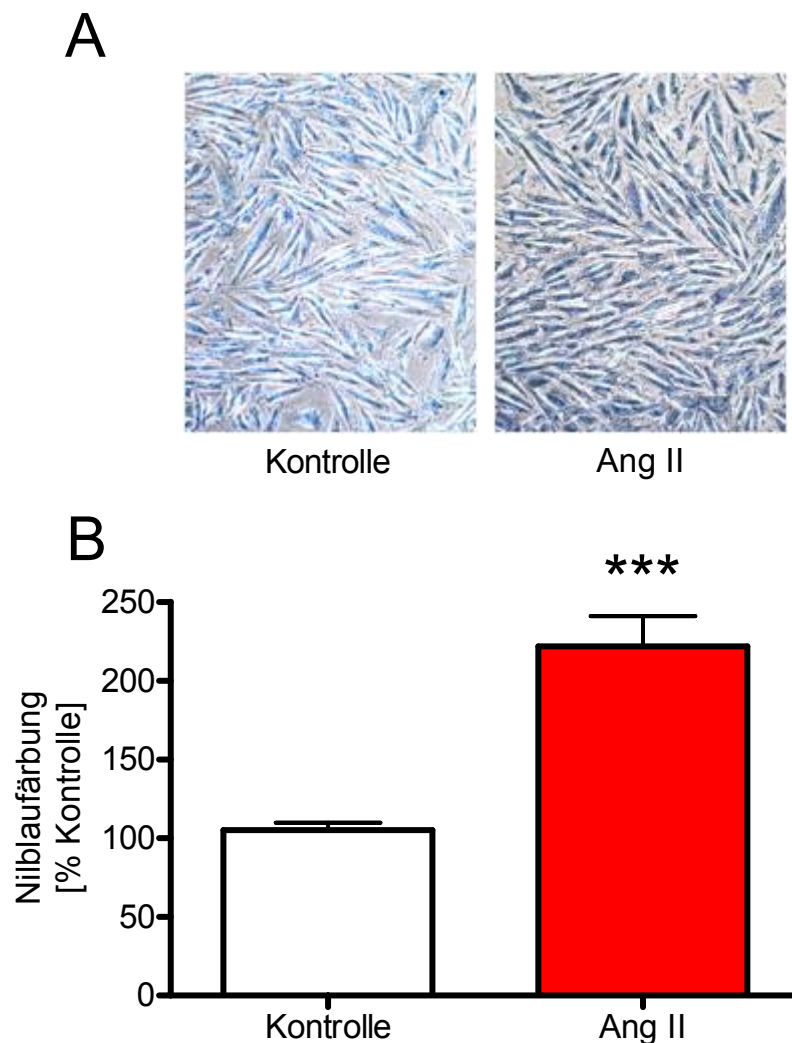 A
Kontrolle Ang II
B
***
Nilblaufärbung
[% Kontrolle]
250
200
150
100
50
0
Kontrolle Ang II